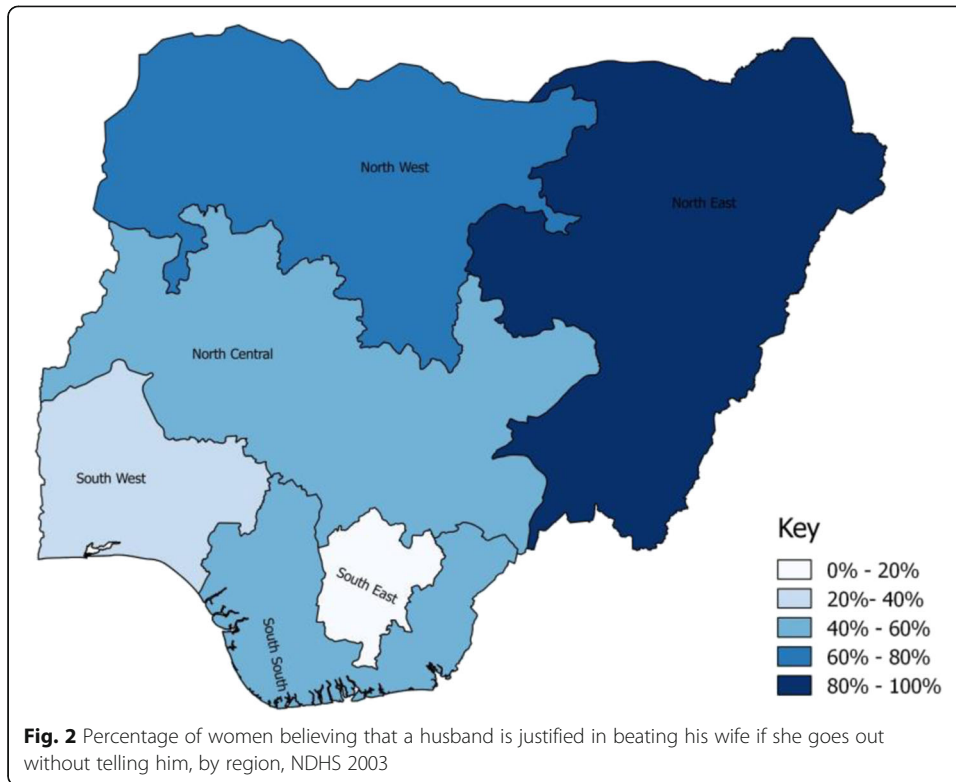 North West
North East
North Central
South West
South East
South South
Key
0% - 20%
20%- 40%
40% - 60%
60% - 80%
80% - 100%
Fig. 2 Percentage of women believing that a husband is justified in beating his wife if she goes out
without telling him, by region, NDHS 2003